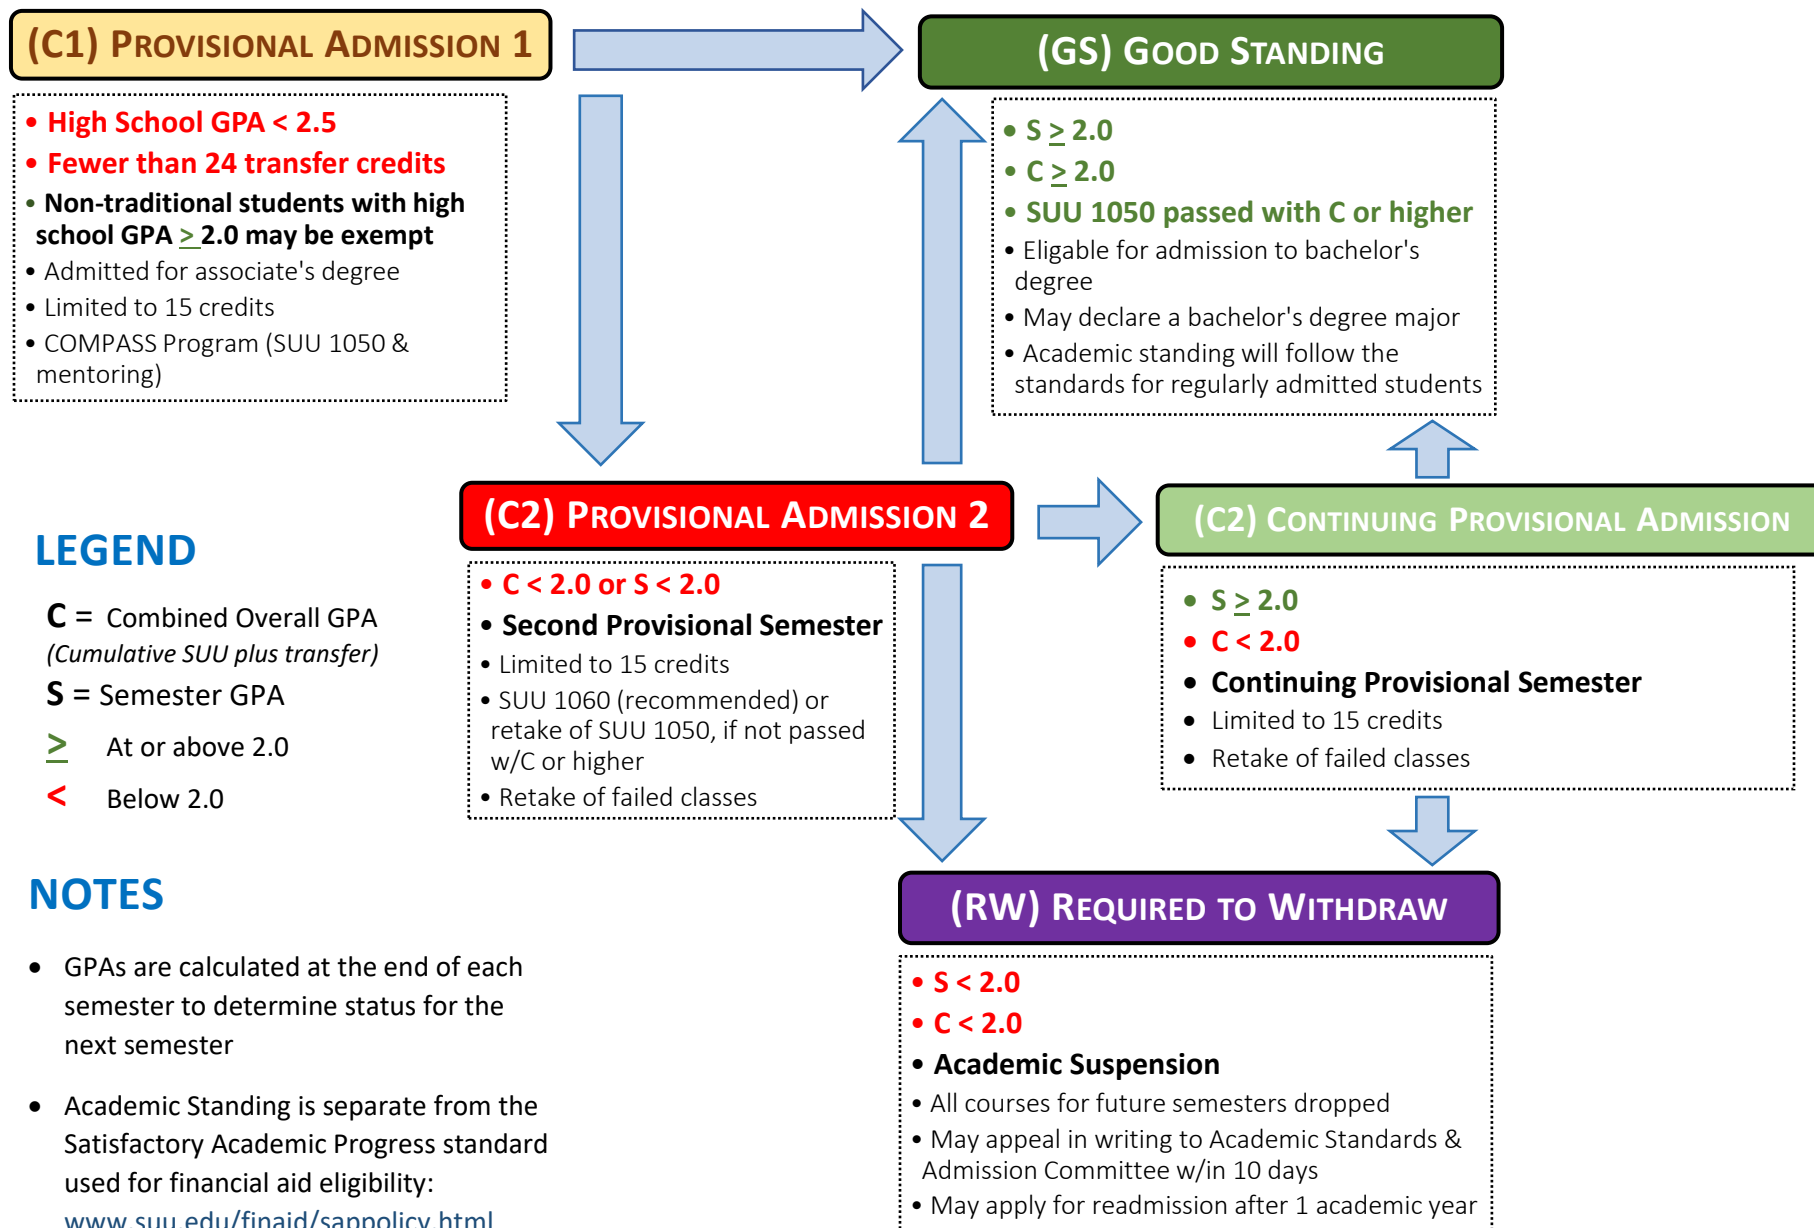 (C1) PROVISIONAL ADMISSION 1
• High School GPA < 2.5
• Fewer than 24 transfer credits
• Non-traditional students with high
school GPA ≥ 2.0 may be exempt
• Admitted for associate's degree
• Limited to 15 credits
• COMPASS Program (SUU 1050 &
mentoring)
(GS) GOOD STANDING
• S ≥ 2.0
• C ≥ 2.0
• SUU 1050 passed with C or higher
• Eligable for admission to bachelor's
degree
• May declare a bachelor's degree major
• Academic standing will follow the
standards for regularly admitted students
(C2) PROVISIONAL ADMISSION 2
• C < 2.0 or S < 2.0
• Second Provisional Semester
• Limited to 15 credits
• SUU 1060 (recommended) or
retake of SUU 1050, if not passed
w/C or higher
• Retake of failed classes
(C2) CONTINUING PROVISIONAL ADMISSION
• S ≥ 2.0
• C < 2.0
• Continuing Provisional Semester
• Limited to 15 credits
• Retake of failed classes
LEGEND
C = Combined Overall GPA
(Cumulative SUU plus transfer)
S = Semester GPA
≥ At or above 2.0
< Below 2.0
NOTES
• GPAs are calculated at the end of each
semester to determine status for the
next semester
• Academic Standing is separate from the
Satisfactory Academic Progress standard
used for financial aid eligibility:
www.suu.edu/finaid/sappolicy.html
(RW) REQUIRED TO WITHDRAW
• S < 2.0
• C < 2.0
• Academic Suspension
• All courses for future semesters dropped
• May appeal in writing to Academic Standards &
Admission Committee w/in 10 days
• May apply for readmission after 1 academic year